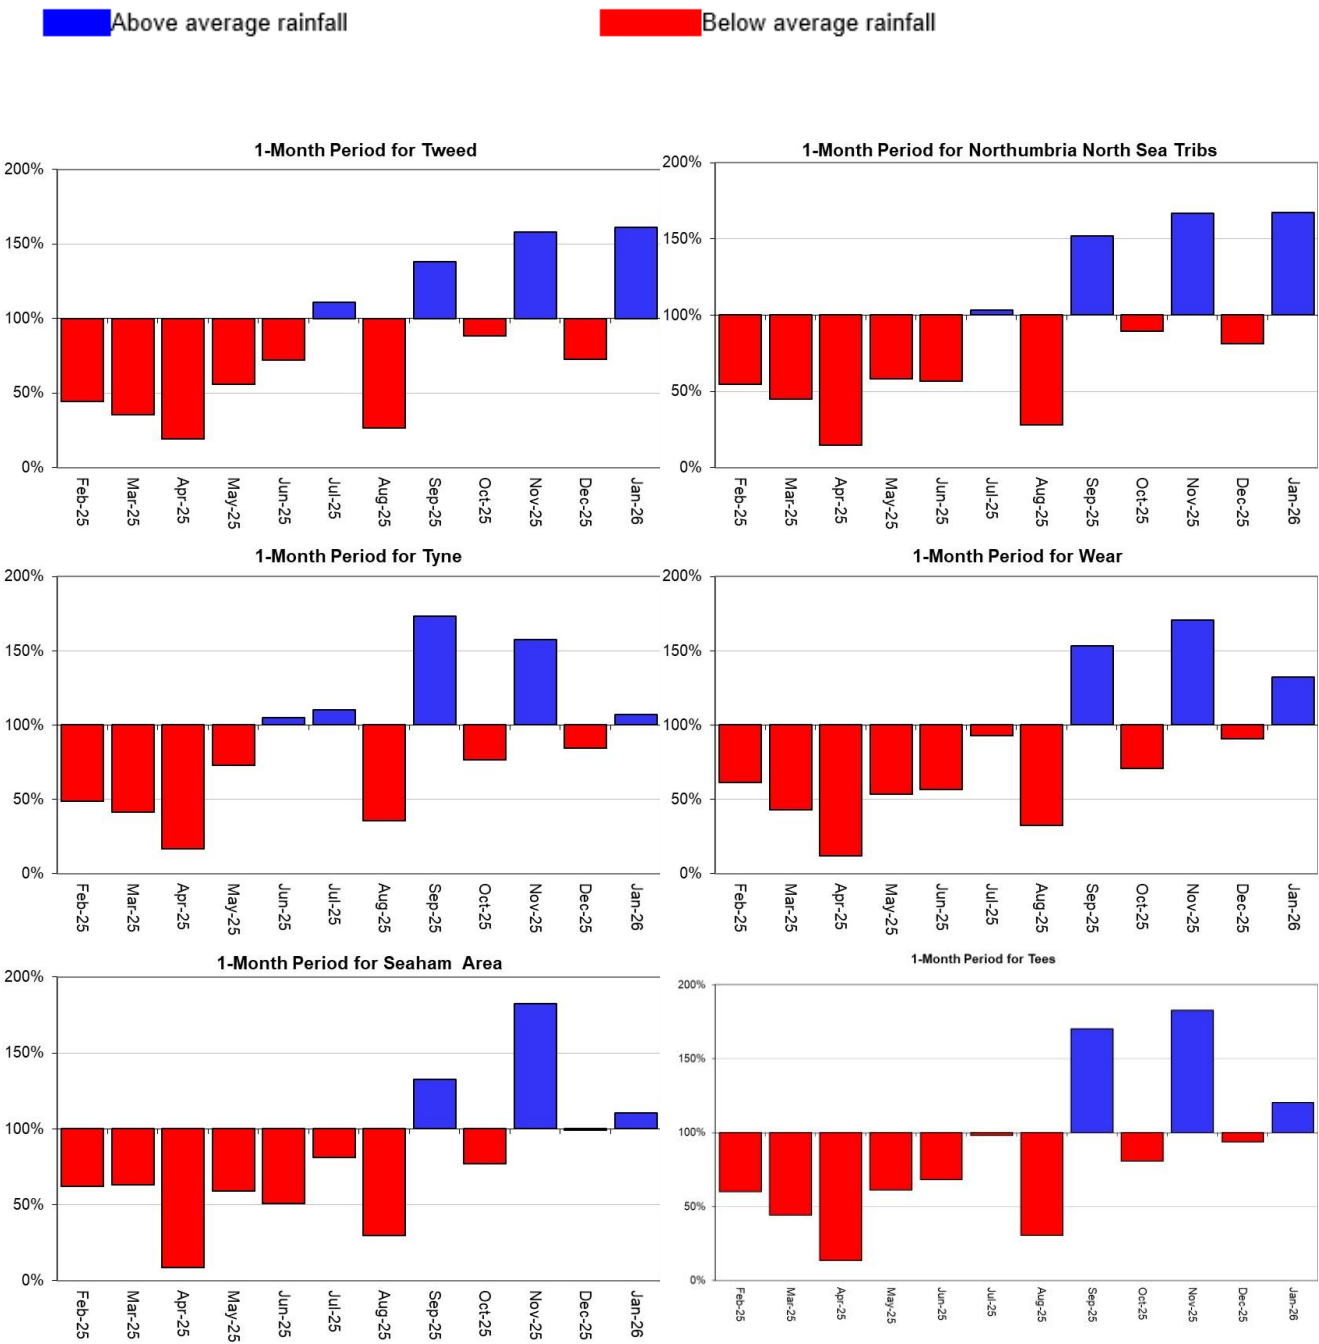 Above average rainfall
Below average rainfall
1-Month Period for Tweed
200%
150%
100%
50%
0%
Feb-25
Mar-25
Apr-25
May-25
Jun-25
Jul-25
Aug-25
Sep-25
Oct-25
Nov-25
Dec-25
Jan-26
1-Month Period for Northumbria North Sea Tribs
200%
150%
100%
50%
0%
Feb-25
Mar-25
Apr-25
May-25
Jun-25
Jul-25
Aug-25
Sep-25
Oct-25
Nov-25
Dec-25
Jan-26
1-Month Period for Tyne
200%
150%
100%
50%
0%
Feb-25
Mar-25
Apr-25
May-25
Jun-25
Jul-25
Aug-25
Sep-25
Oct-25
Nov-25
Dec-25
Jan-26
1-Month Period for Wear
200%
150%
100%
50%
0%
Feb-25
Mar-25
Apr-25
May-25
Jun-25
Jul-25
Aug-25
Sep-25
Oct-25
Nov-25
Dec-25
Jan-26
1-Month Period for Seaham  Area
200%
150%
100%
50%
0%
Feb-25
Mar-25
Apr-25
May-25
Jun-25
Jul-25
Aug-25
Sep-25
Oct-25
Nov-25
Dec-25
Jan-26
1-Month Period for Tees
200%
150%
100%
50%
0%
Feb-25
Mar-25
Apr-25
May-25
Jun-25
Jul-25
Aug-25
Sep-25
Oct-25
Nov-25
Dec-25
Jan-26